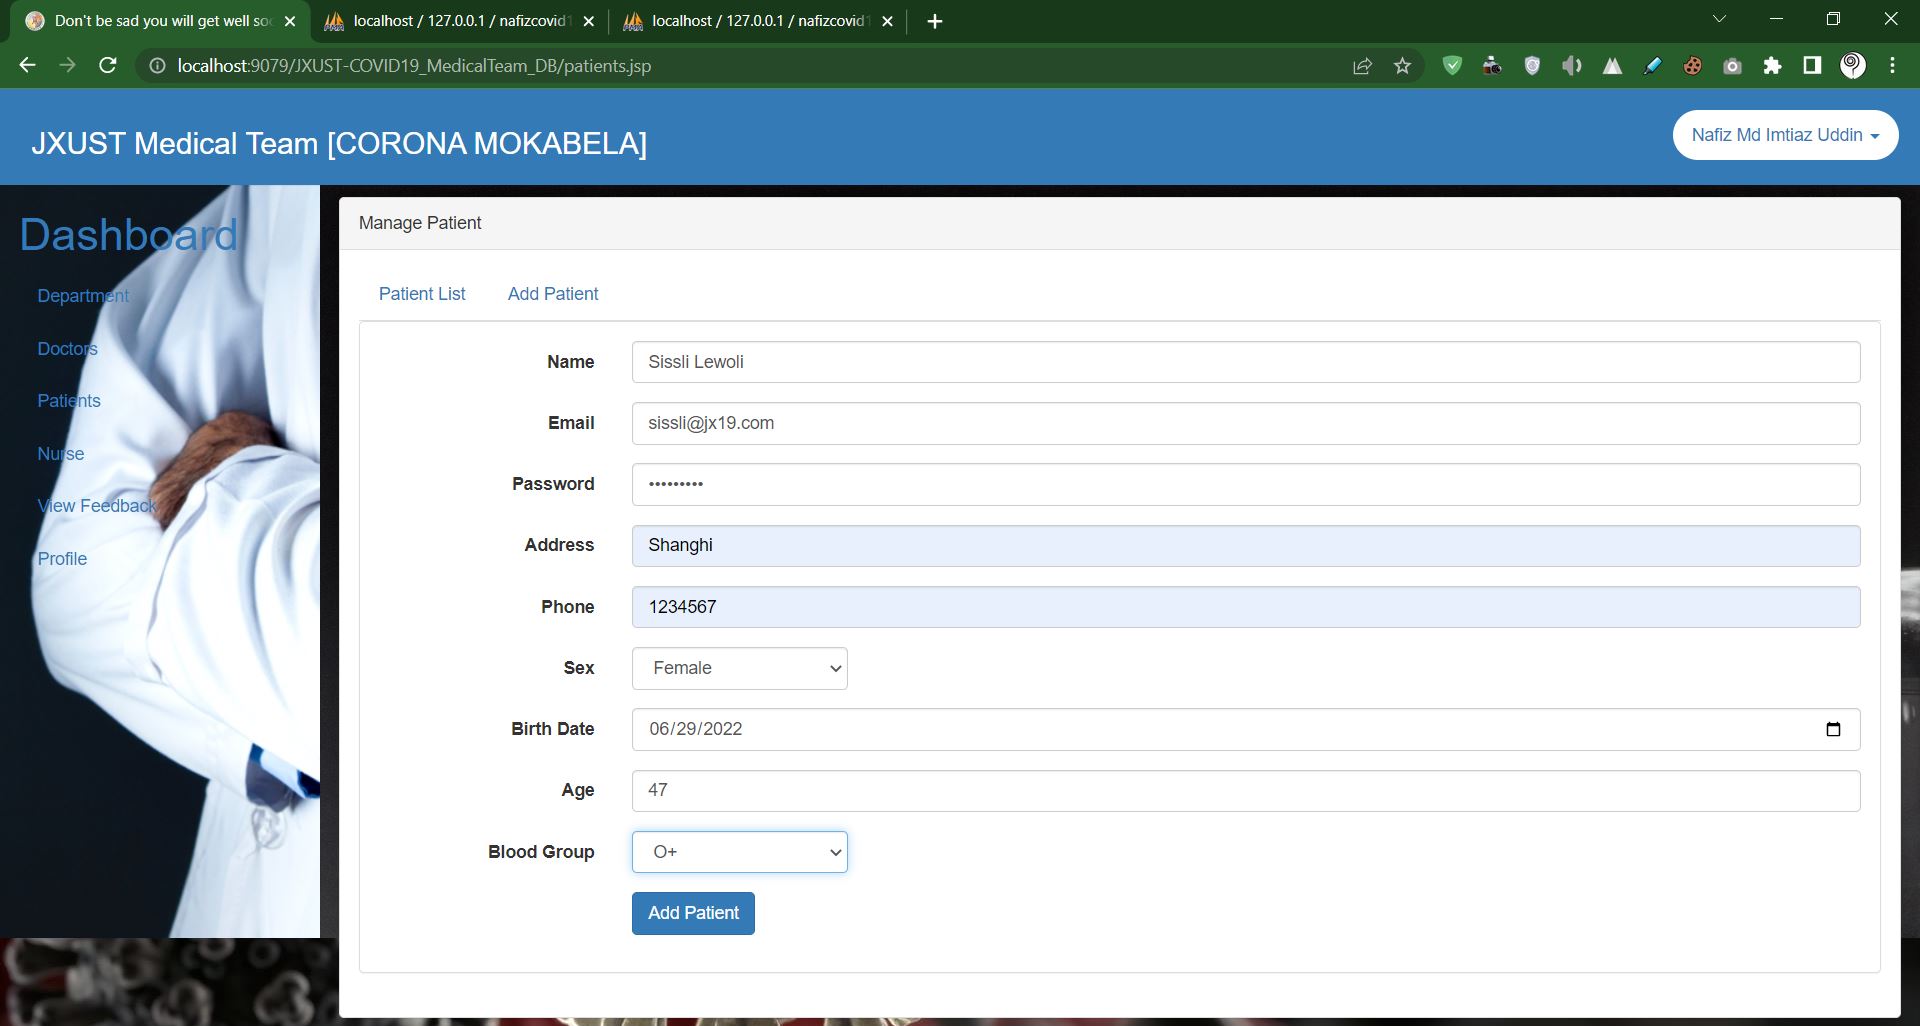 Don't be sad you will get well soo
localhost / 127.0.0.1 / nafizcovid1
localhost / 127.0.0.1 / nafizcovid1
localhost:9079/JXUST-COVID19_MedicalTeam_DB/patients.jsp
JXUST Medical Team [CORONA MOKABELA]
Nafiz Md Imtiaz Uddin
Dashboard
Department
Doctors
Patients
Nurse
View Feedback
Profile
Manage Patient
Patient List Add Patient
Name Sissli Lewoli
Email sissli@jx19.com
Password •••••••••
Address Shanghi
Phone 1234567
Sex Female
Birth Date 06/29/2022
Age 47
Blood Group O+
Add Patient